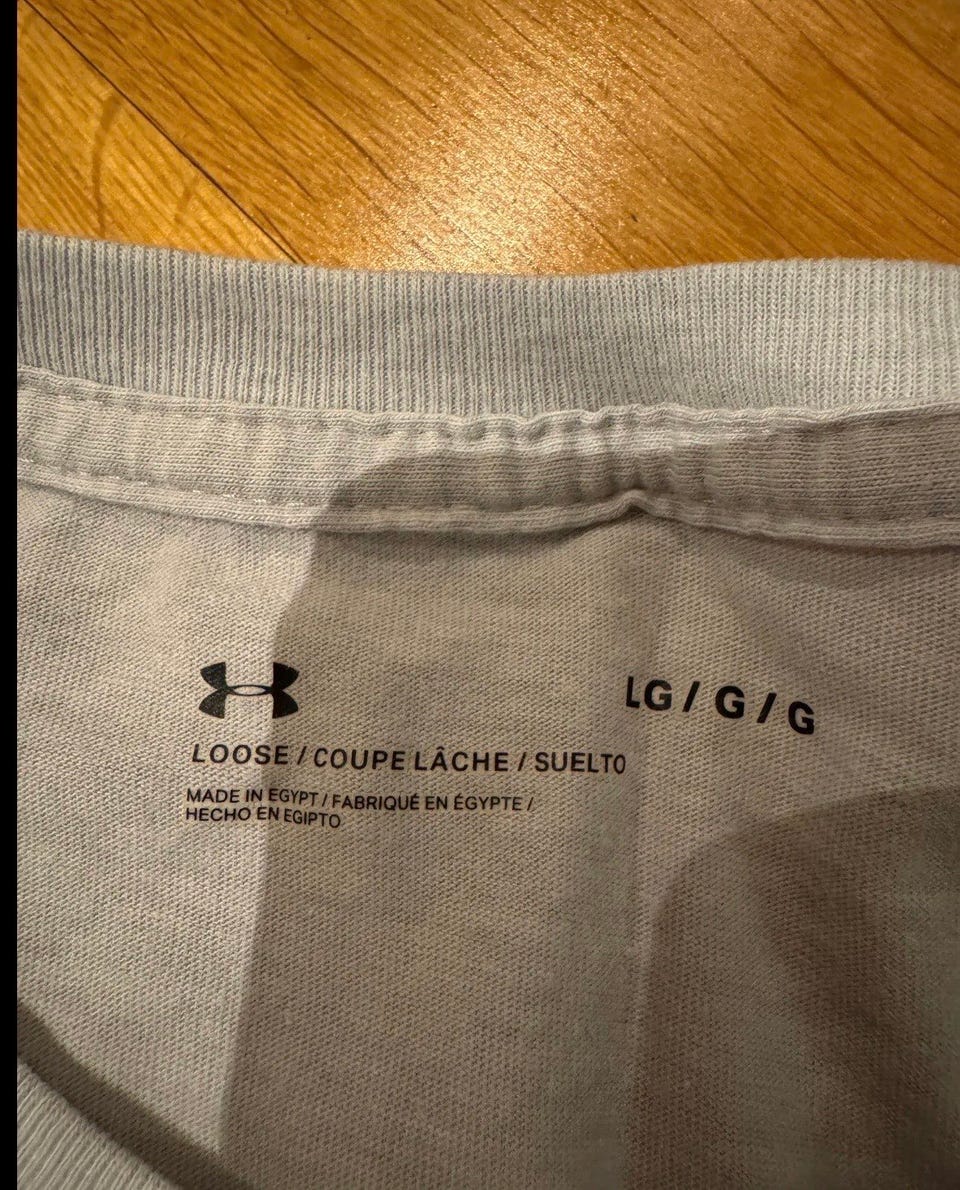 LG / G / G
LOOSE / COUPE LÂCHE / SUELTO
MADE IN EGYPT / FABRIQUÉ EN ÉGYPTE /
HECHO EN EGIPTO